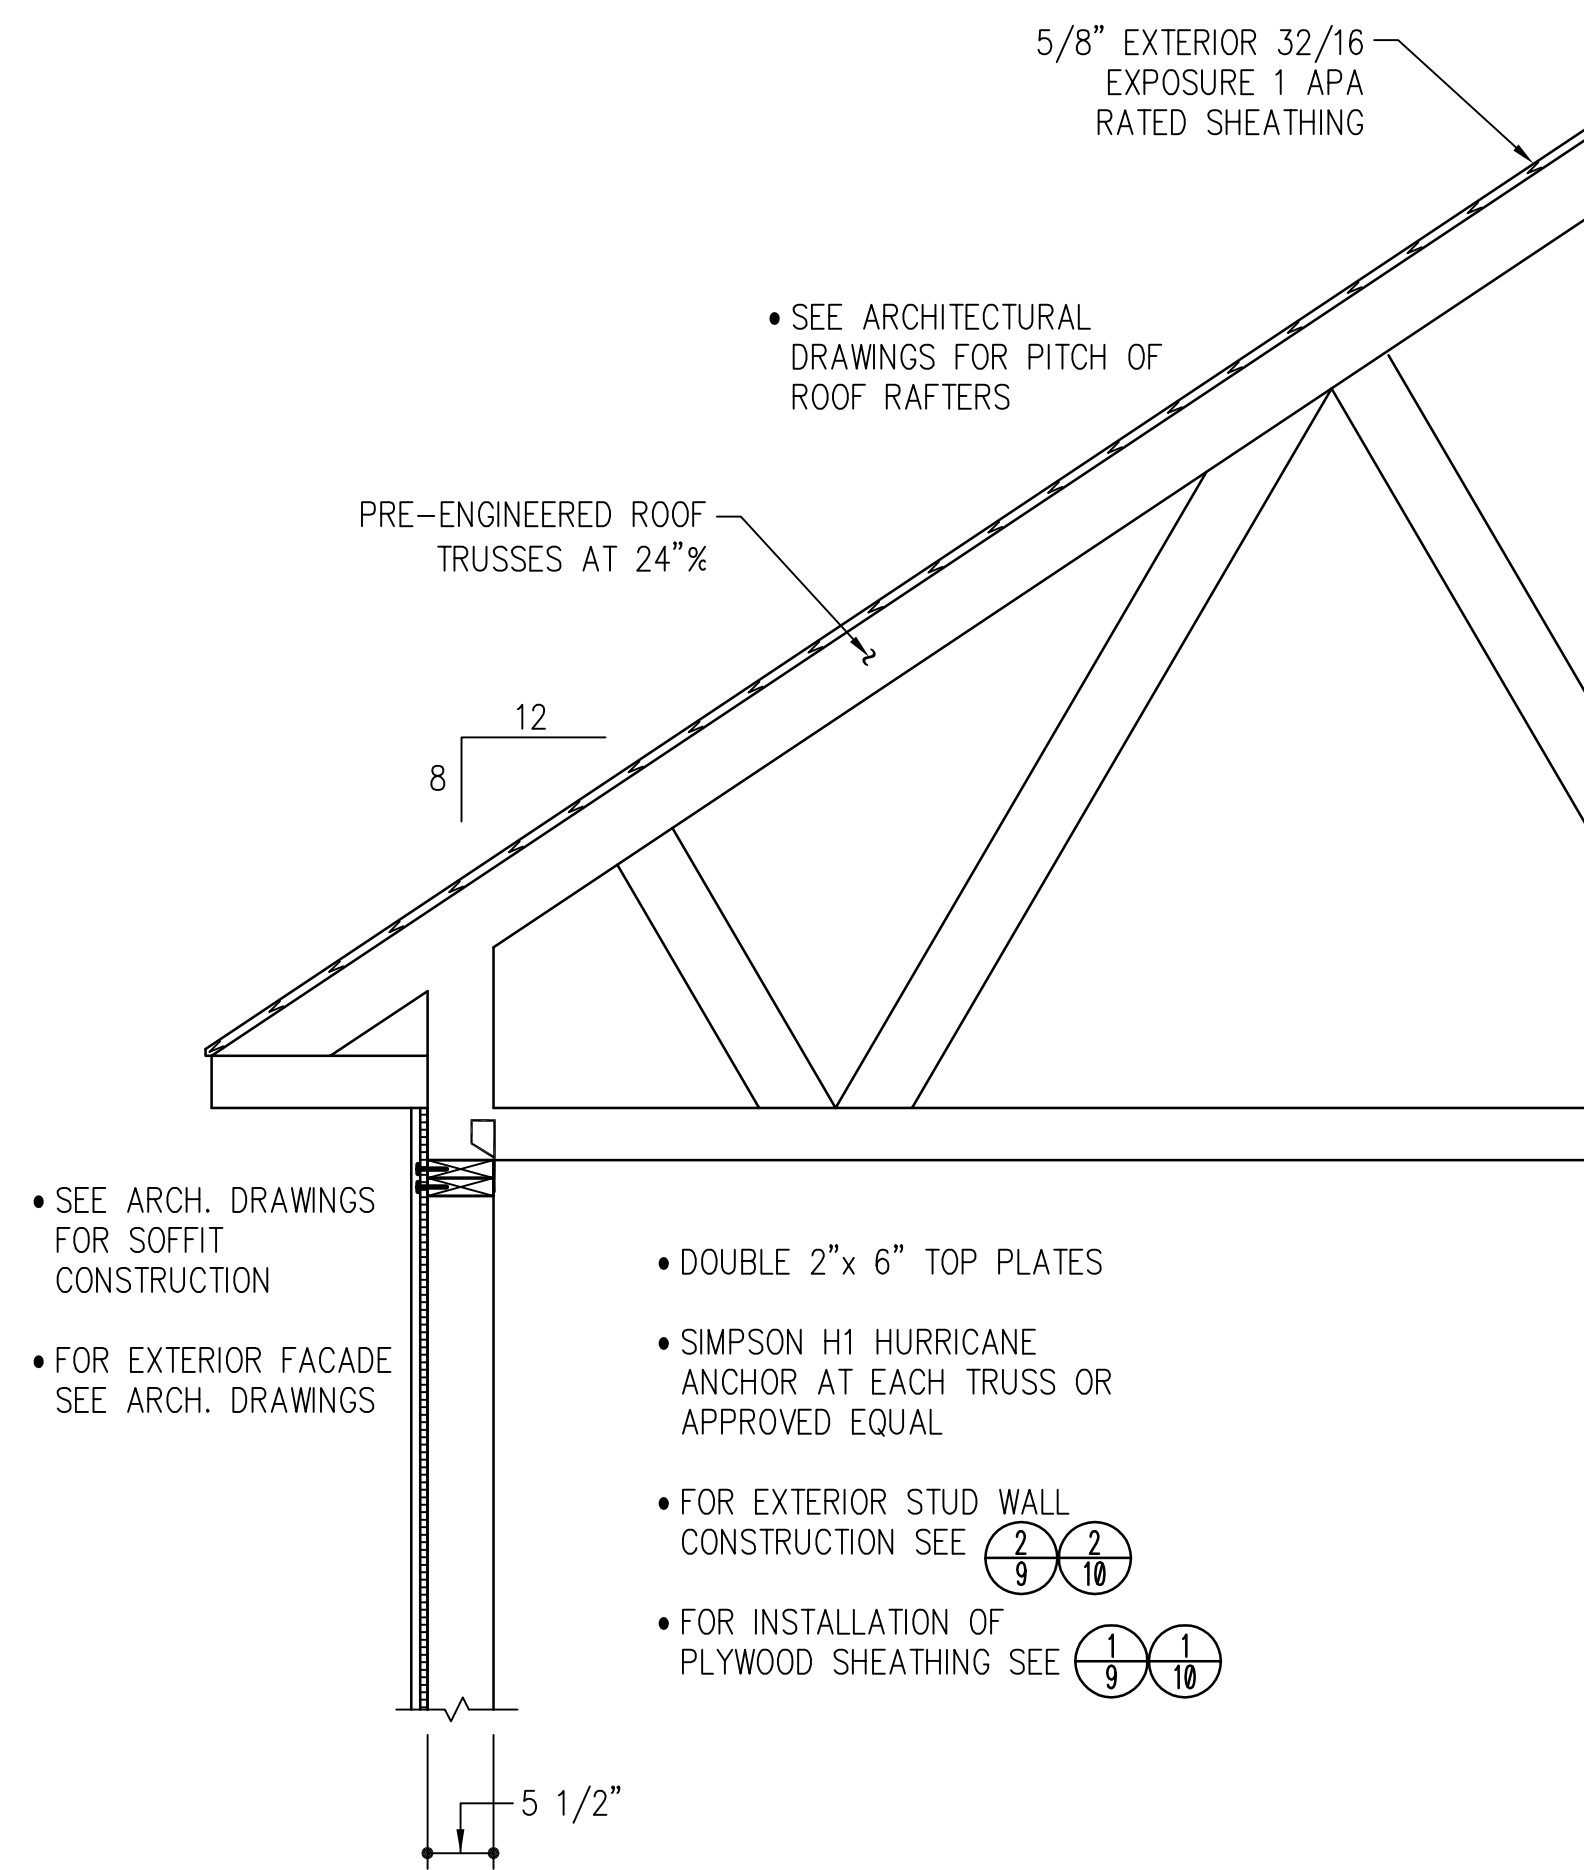 5/8" EXTERIOR 32/16
EXPOSURE 1 APA
RATED SHEATHING
• SEE ARCHITECTURAL
DRAWINGS FOR PITCH OF
ROOF RAFTERS
PRE-ENGINEERED ROOF
TRUSSES AT 24"%
12
8
• SEE ARCH. DRAWINGS
FOR SOFFIT
CONSTRUCTION
• FOR EXTERIOR FACADE
SEE ARCH. DRAWINGS
• DOUBLE 2"x 6" TOP PLATES
• SIMPSON H1 HURRICANE
ANCHOR AT EACH TRUSS OR
APPROVED EQUAL
• FOR EXTERIOR STUD WALL
CONSTRUCTION SEE
2 2
9 10
• FOR INSTALLATION OF
PLYWOOD SHEATHING SEE
1 1
9 10
5 1/2"